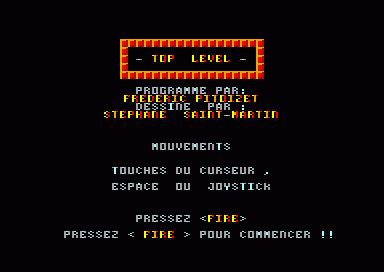 - TOP LEVEL -
PROGRAMME PAR:
FREDERIC PITOIZET
DESSINE PAR :
STEPHANE SAINT-MARTIN
MOUVEMENTS
TOUCHES DU CURSEUR ,
ESPACE OU JOYSTICK
PRESSEZ <FIRE>
PRESSEZ < FIRE > POUR COMMENCER !!